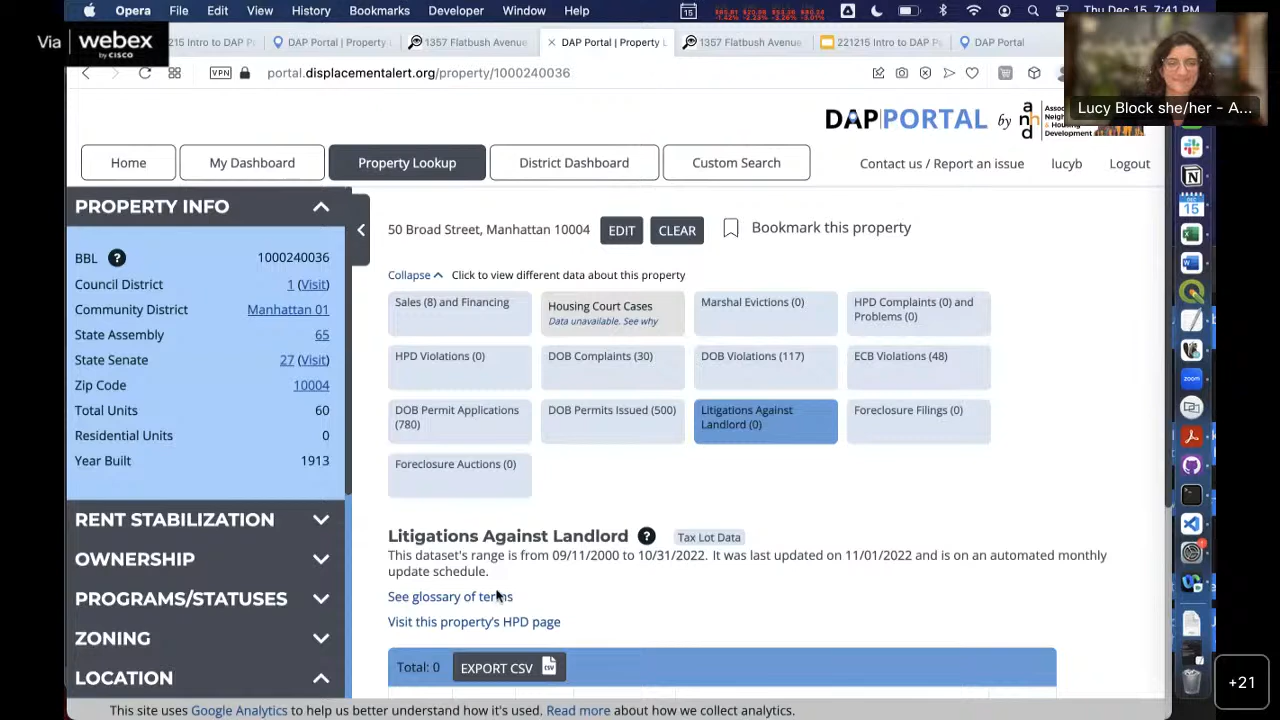 Opera File Edit View History Bookmarks Developer Window Help
Thu Dec 15 7:41 PM
Via webex by CISCO
215 Intro to DAP P
DAP Portal | Property L
1357 Flatbush Avenue
DAP Portal | Property L
1357 Flatbush Avenue
221215 Intro to DAP Po
DAP Portal
VPN portal.displacementalert.org/property/1000240036
Lucy Block she/her - A...
DAP|PORTAL by anhd
Home
My Dashboard
Property Lookup
District Dashboard
Custom Search
Contact us / Report an issue
lucyb
Logout
PROPERTY INFO
BBL ? 1000240036
Council District 1 (Visit)
Community District Manhattan 01
State Assembly 65
State Senate 27 (Visit)
Zip Code 10004
Total Units 60
Residential Units 0
Year Built 1913
RENT STABILIZATION
OWNERSHIP
PROGRAMS/STATUSES
ZONING
LOCATION
50 Broad Street, Manhattan 10004 EDIT CLEAR Bookmark this property
Collapse Click to view different data about this property
Sales (8) and Financing
Housing Court Cases
Data unavailable. See why
Marshal Evictions (0)
HPD Complaints (0) and
Problems (0)
HPD Violations (0)
DOB Complaints (30)
DOB Violations (117)
ECB Violations (48)
DOB Permit Applications
(780)
DOB Permits Issued (500)
Litigations Against
Landlord (0)
Foreclosure Filings (0)
Foreclosure Auctions (0)
Litigations Against Landlord ? Tax Lot Data
This dataset's range is from 09/11/2000 to 10/31/2022. It was last updated on 11/01/2022 and is on an automated monthly
update schedule.
See glossary of terms
Visit this property's HPD page
Total: 0 EXPORT CSV
This site uses Google Analytics to help us better understand how it's used. Read more about how we collect analytics.
+21